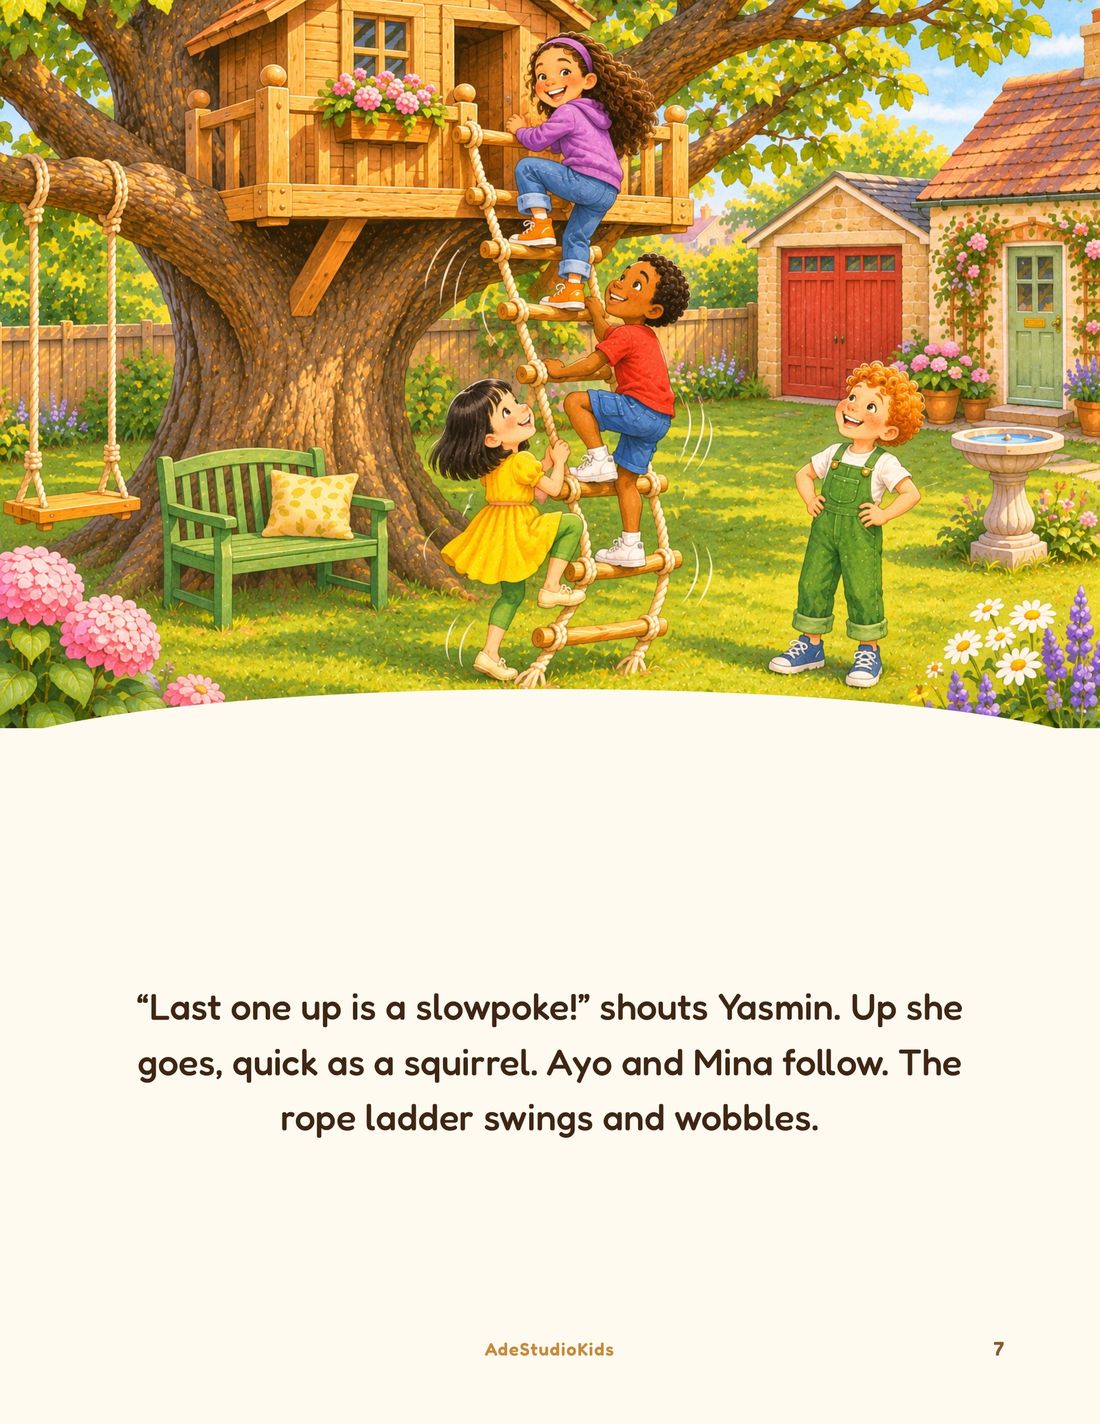 “Last one up is a slowpoke!” shouts Yasmin. Up she
goes, quick as a squirrel. Ayo and Mina follow. The
rope ladder swings and wobbles.
AdeStudioKids
7